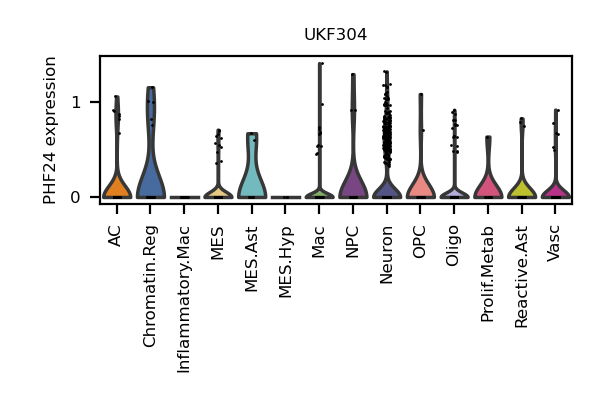 UKF304
PHF24 expression
1
0
AC
Chromatin.Reg
Inflammatory.Mac
MES
MES.Ast
MES.Hyp
Mac
NPC
Neuron
OPC
Oligo
Prolif.Metab
Reactive.Ast
Vasc